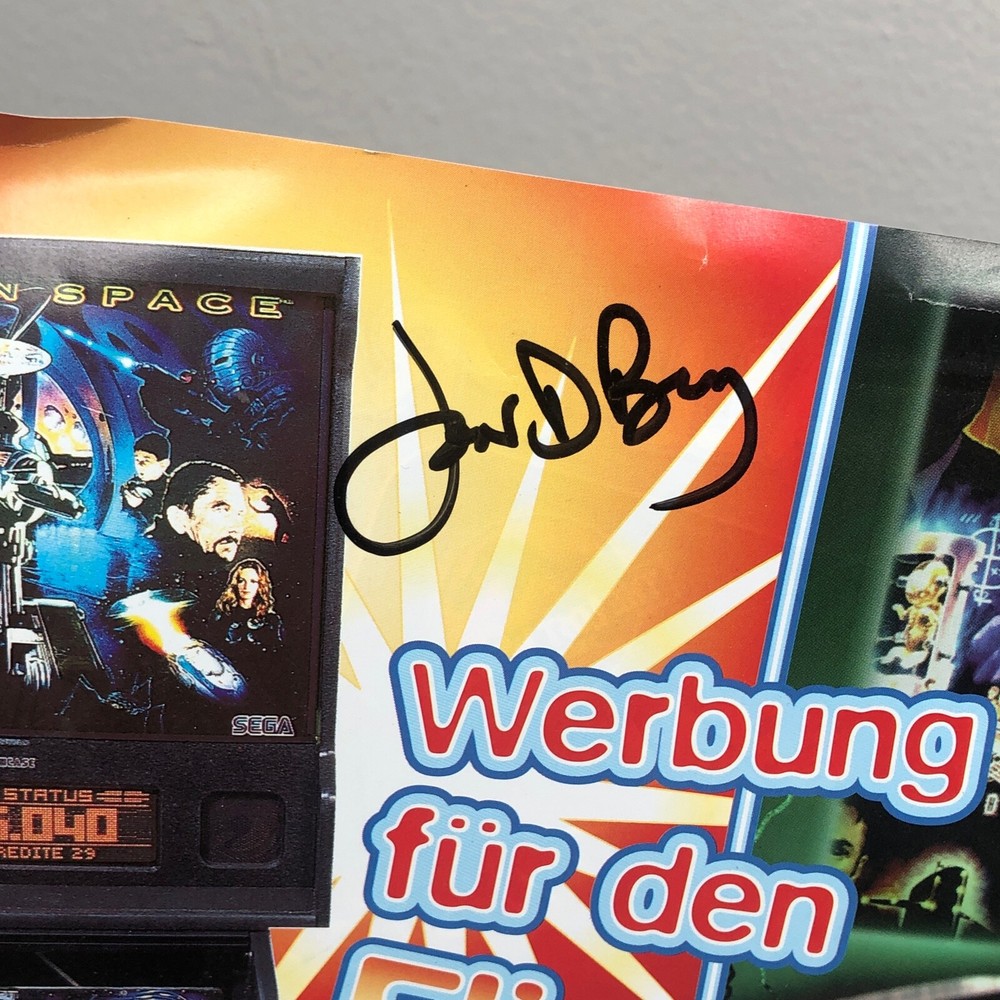 N SPACE
SEGA
STATUS
.040
REDITE 29
Werbung
für den